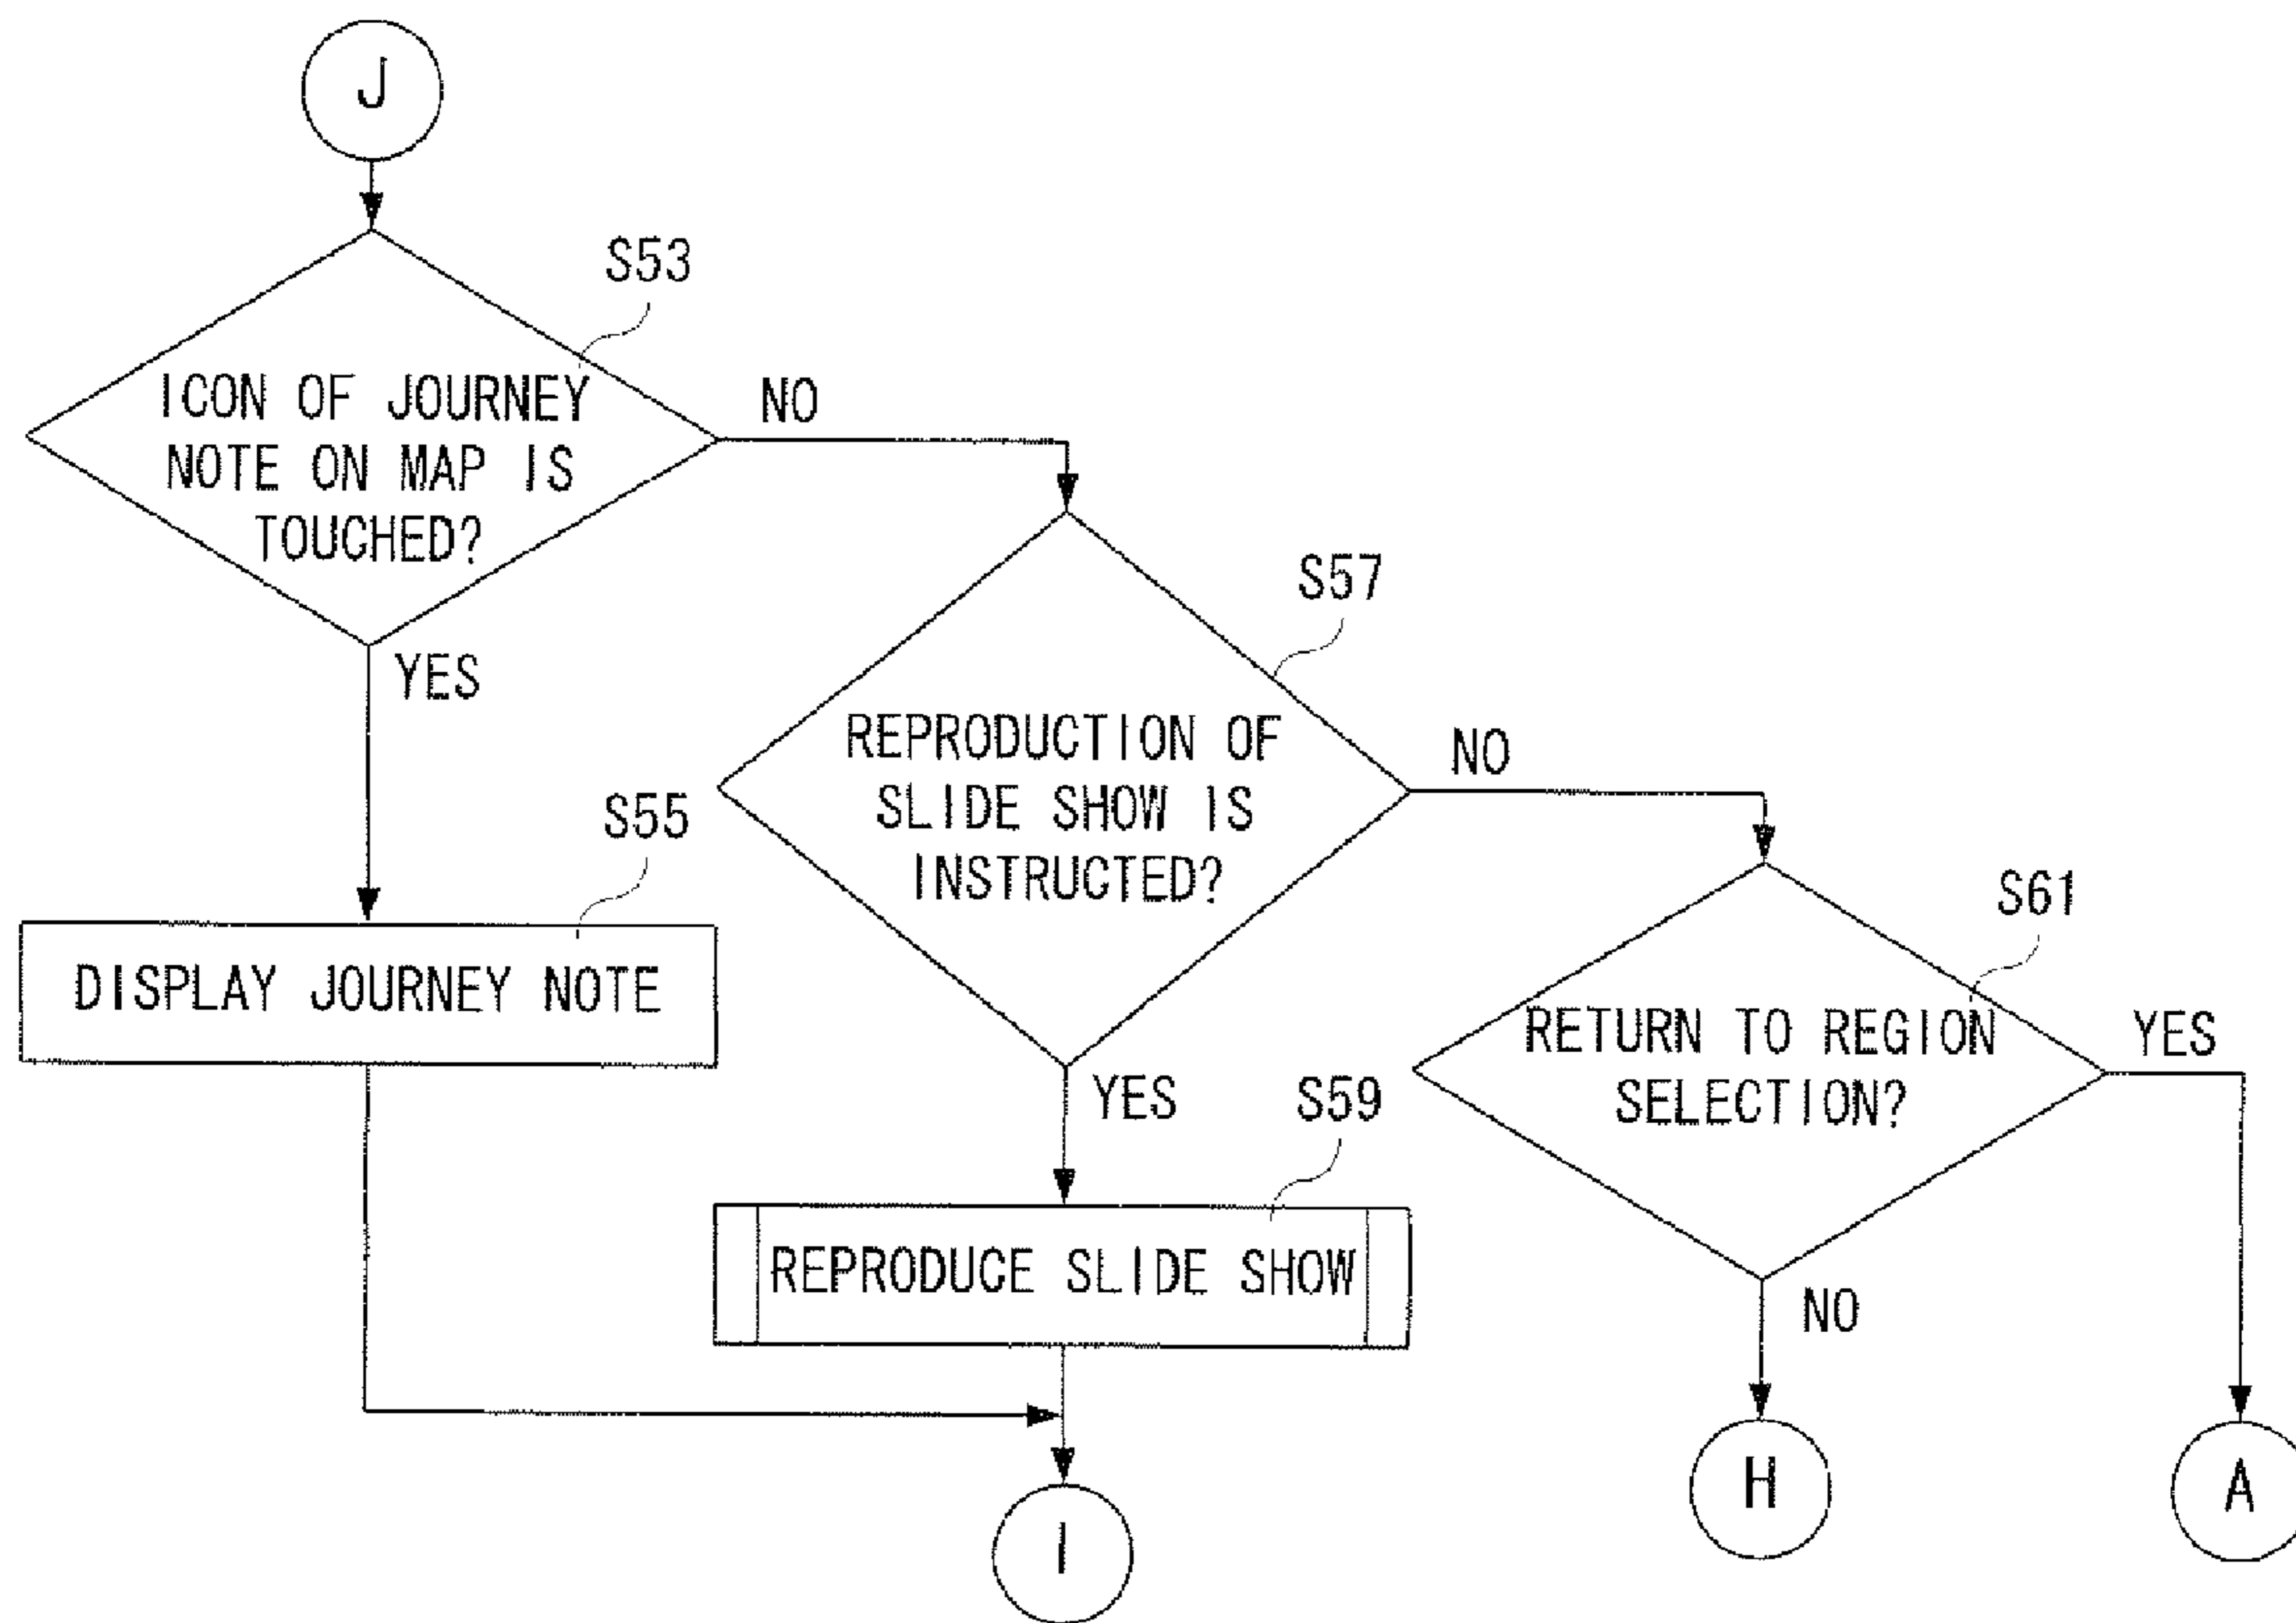 J
S53
ICON OF JOURNEY
NOTE ON MAP IS
TOUCHED?
NO
YES
S57
REPRODUCTION OF
SLIDE SHOW IS
INSTRUCTED?
NO
YES
S55
DISPLAY JOURNEY NOTE
S61
RETURN TO REGION
SELECTION?
YES
NO
S59
REPRODUCE SLIDE SHOW
I
H
A